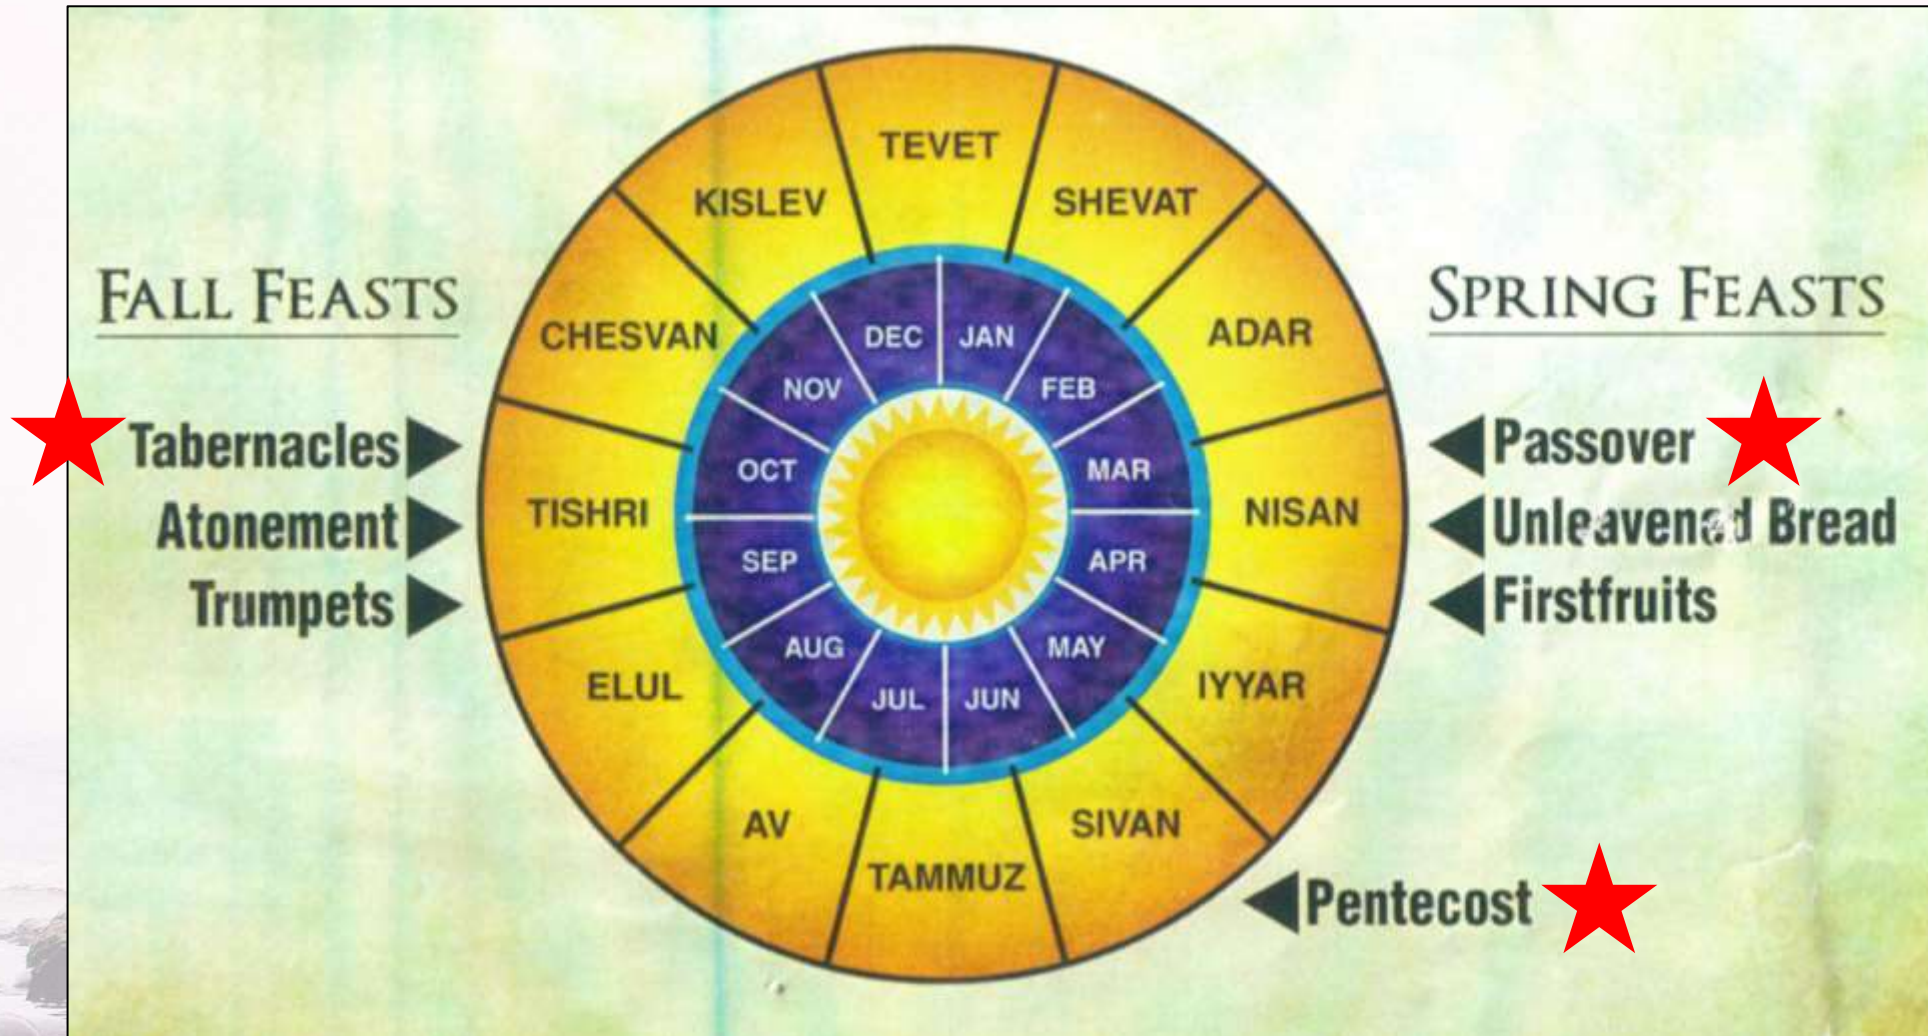 TEVET
KISLEV
SHEVAT
FALL FEASTS
SPRING FEASTS
CHESVAN
ADAR
DEC
JAN
NOV
FEB
Tabernacles
Passover
OCT
MAR
Atonement
TISHRI
NISAN
Unleavened Bread
SEP
APR
Trumpets
Firstfruits
AUG
MAY
ELUL
IYYAR
JUL
JUN
AV
SIVAN
TAMMUZ
Pentecost